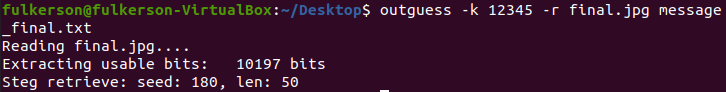 fulkerson@fulkerson-VirtualBox:~/Desktop$ outguess -k 12345 -r final.jpg message
_final.txt
Reading final.jpg....
Extracting usable bits:   10197 bits
Steg retrieve: seed: 180, len: 50